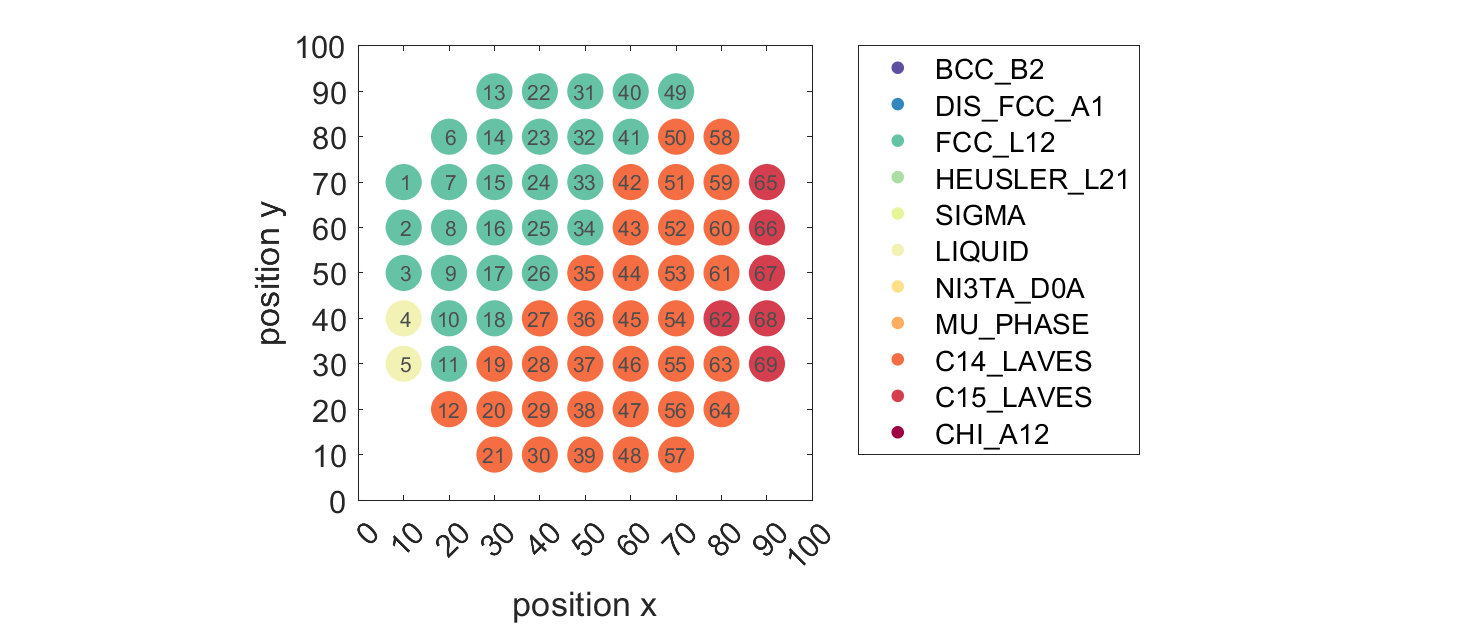 100
90 13 22 31 40 49
80 6 14 23 32 41 50 58
70 1 7 15 24 33 42 51 59 65
60 2 8 16 25 34 43 52 60 66
50 3 9 17 26 35 44 53 61 67
40 4 10 18 27 36 45 54 62 68
30 5 11 19 28 37 46 55 63 69
20 12 20 29 38 47 56 64
10 21 30 39 48 57
0
0 10 20 30 40 50 60 70 80 90 100
position x
position y
BCC_B2
DIS_FCC_A1
FCC_L12
HEUSLER_L21
SIGMA
LIQUID
NI3TA_D0A
MU_PHASE
C14_LAVES
C15_LAVES
CHI_A12